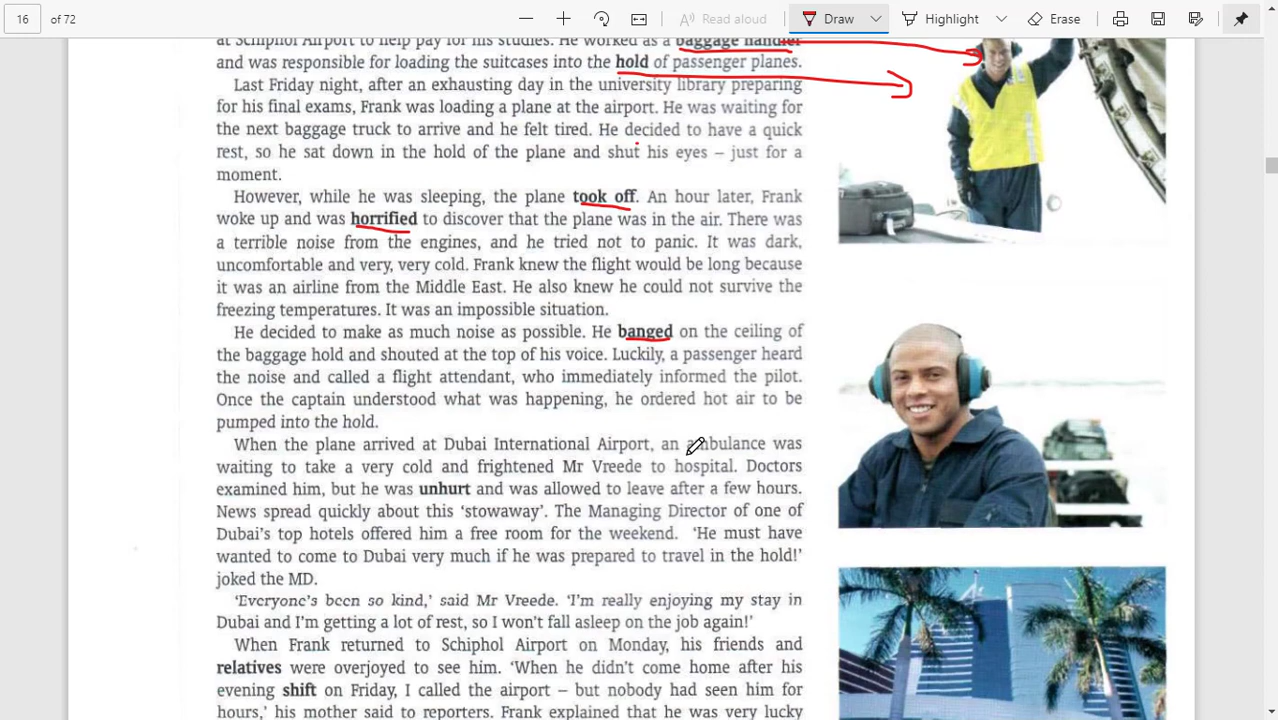 16 of 72
Read aloud
Draw
Highlight
Erase
at Schiphol Airport to help pay for his studies. He worked as a baggage handler
and was responsible for loading the suitcases into the hold of passenger planes.
Last Friday night, after an exhausting day in the university library preparing
for his final exams, Frank was loading a plane at the airport. He was waiting for
the next baggage truck to arrive and he felt tired. He decided to have a quick
rest, so he sat down in the hold of the plane and shut his eyes – just for a
moment.
However, while he was sleeping, the plane took off. An hour later, Frank
woke up and was horrified to discover that the plane was in the air. There was
a terrible noise from the engines, and he tried not to panic. It was dark,
uncomfortable and very, very cold. Frank knew the flight would be long because
it was an airline from the Middle East. He also knew he could not survive the
freezing temperatures. It was an impossible situation.
He decided to make as much noise as possible. He banged on the ceiling of
the baggage hold and shouted at the top of his voice. Luckily, a passenger heard
the noise and called a flight attendant, who immediately informed the pilot.
Once the captain understood what was happening, he ordered hot air to be
pumped into the hold.
When the plane arrived at Dubai International Airport, an ambulance was
waiting to take a very cold and frightened Mr Vreede to hospital. Doctors
examined him, but he was unhurt and was allowed to leave after a few hours.
News spread quickly about this ‘stowaway’. The Managing Director of one of
Dubai’s top hotels offered him a free room for the weekend. ‘He must have
wanted to come to Dubai very much if he was prepared to travel in the hold!’
joked the MD.
‘Everyone’s been so kind,’ said Mr Vreede. ‘I’m really enjoying my stay in
Dubai and I’m getting a lot of rest, so I won’t fall asleep on the job again!’
When Frank returned to Schiphol Airport on Monday, his friends and
relatives were overjoyed to see him. ‘When he didn’t come home after his
evening shift on Friday, I called the airport – but nobody had seen him for
hours,’ his mother said to reporters. Frank explained that he was very lucky